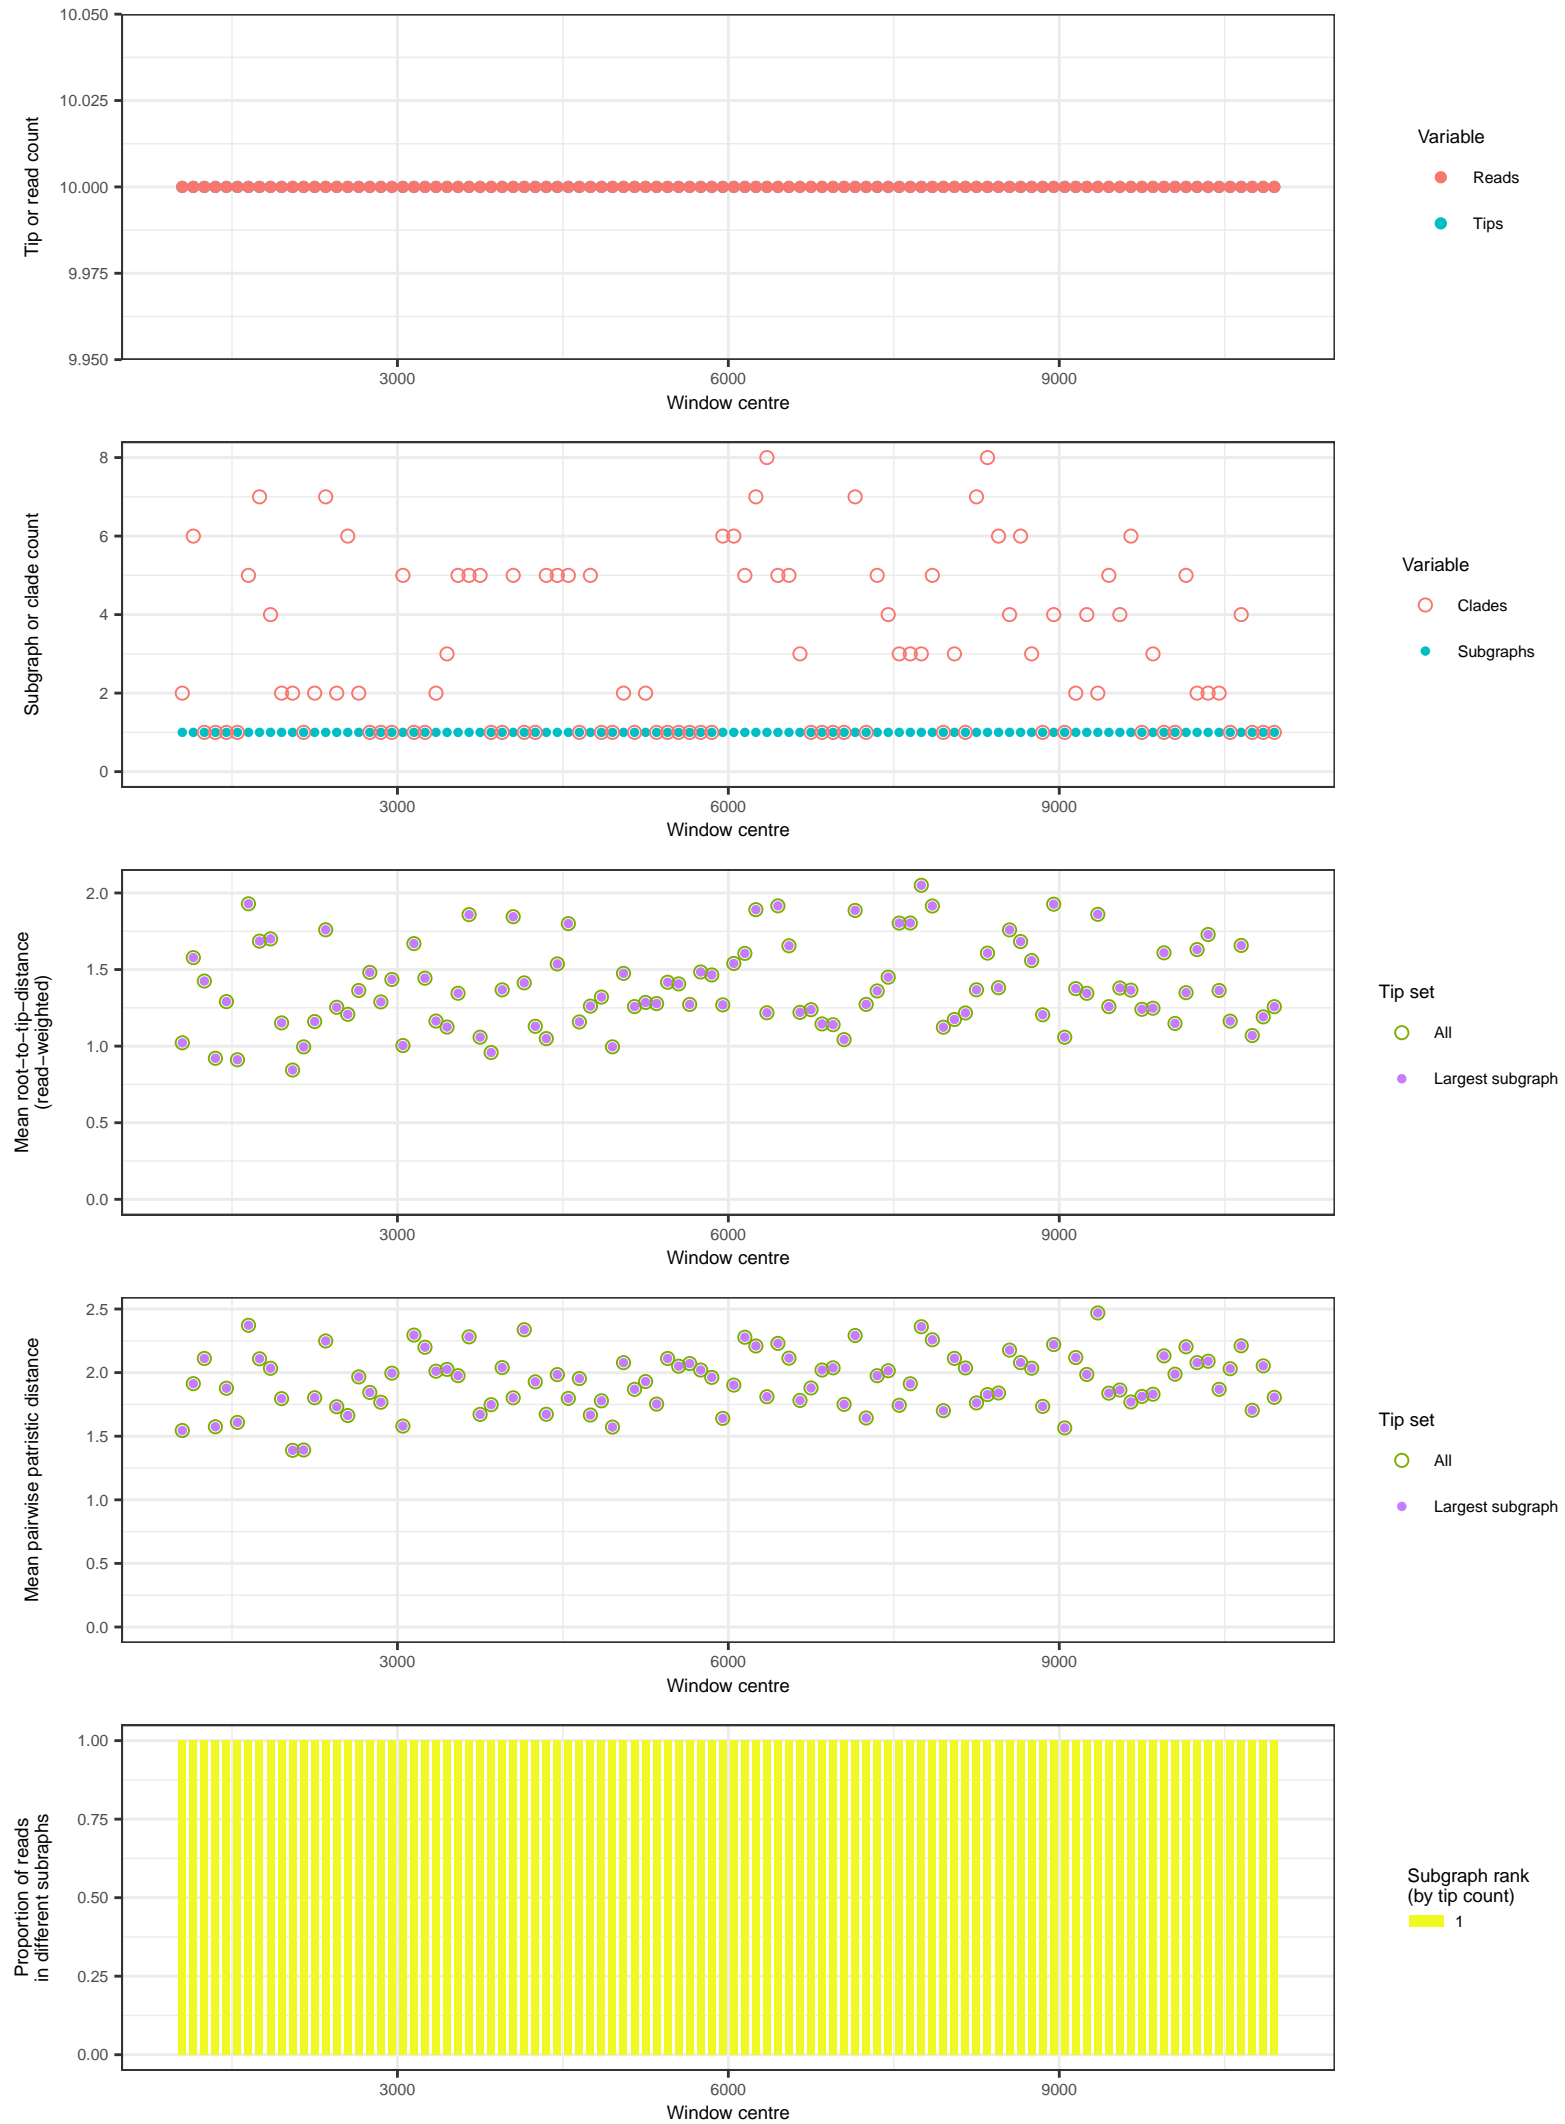 10.050
10.025
10.000
9.975
9.950
Tip or read count
3000 6000 9000
Window centre
Variable
Reads
Tips
8
6
4
2
0
Subgraph or clade count
3000 6000 9000
Window centre
Variable
Clades
Subgraphs
2.0
1.5
1.0
0.5
0.0
Mean root−to−tip−distance
(read−weighted)
3000 6000 9000
Window centre
Tip set
All
Largest subgraph
2.5
2.0
1.5
1.0
0.5
0.0
Mean pairwise patristic distance
3000 6000 9000
Window centre
Tip set
All
Largest subgraph
1.00
0.75
0.50
0.25
0.00
Proportion of reads
in different subraphs
3000 6000 9000
Window centre
Subgraph rank
(by tip count)
1